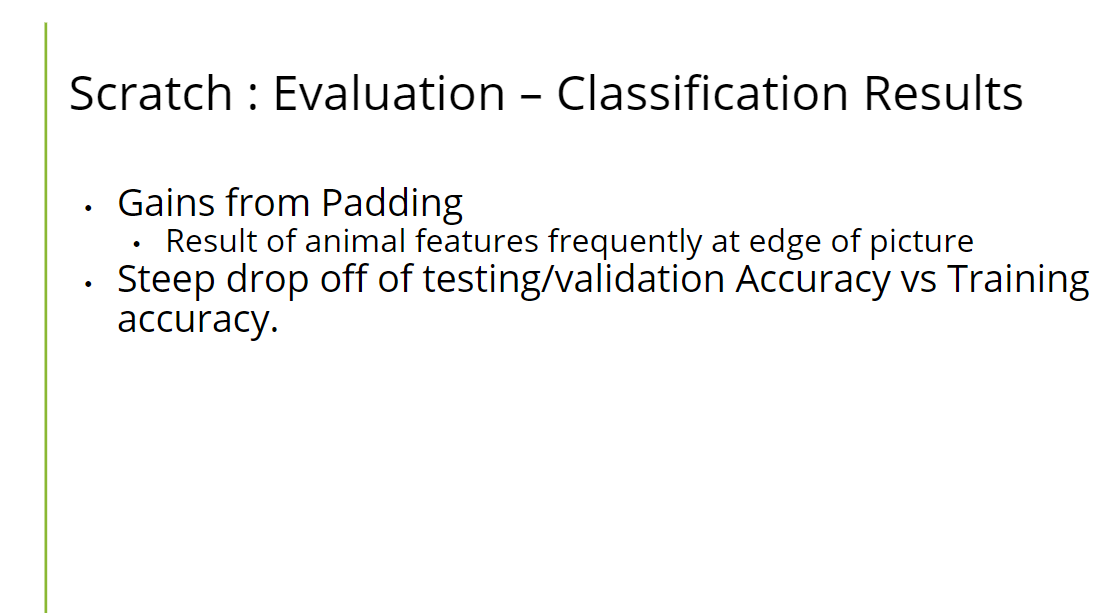 Scratch : Evaluation – Classification Results
• Gains from Padding
• Result of animal features frequently at edge of picture
• Steep drop off of testing/validation Accuracy vs Training
accuracy.